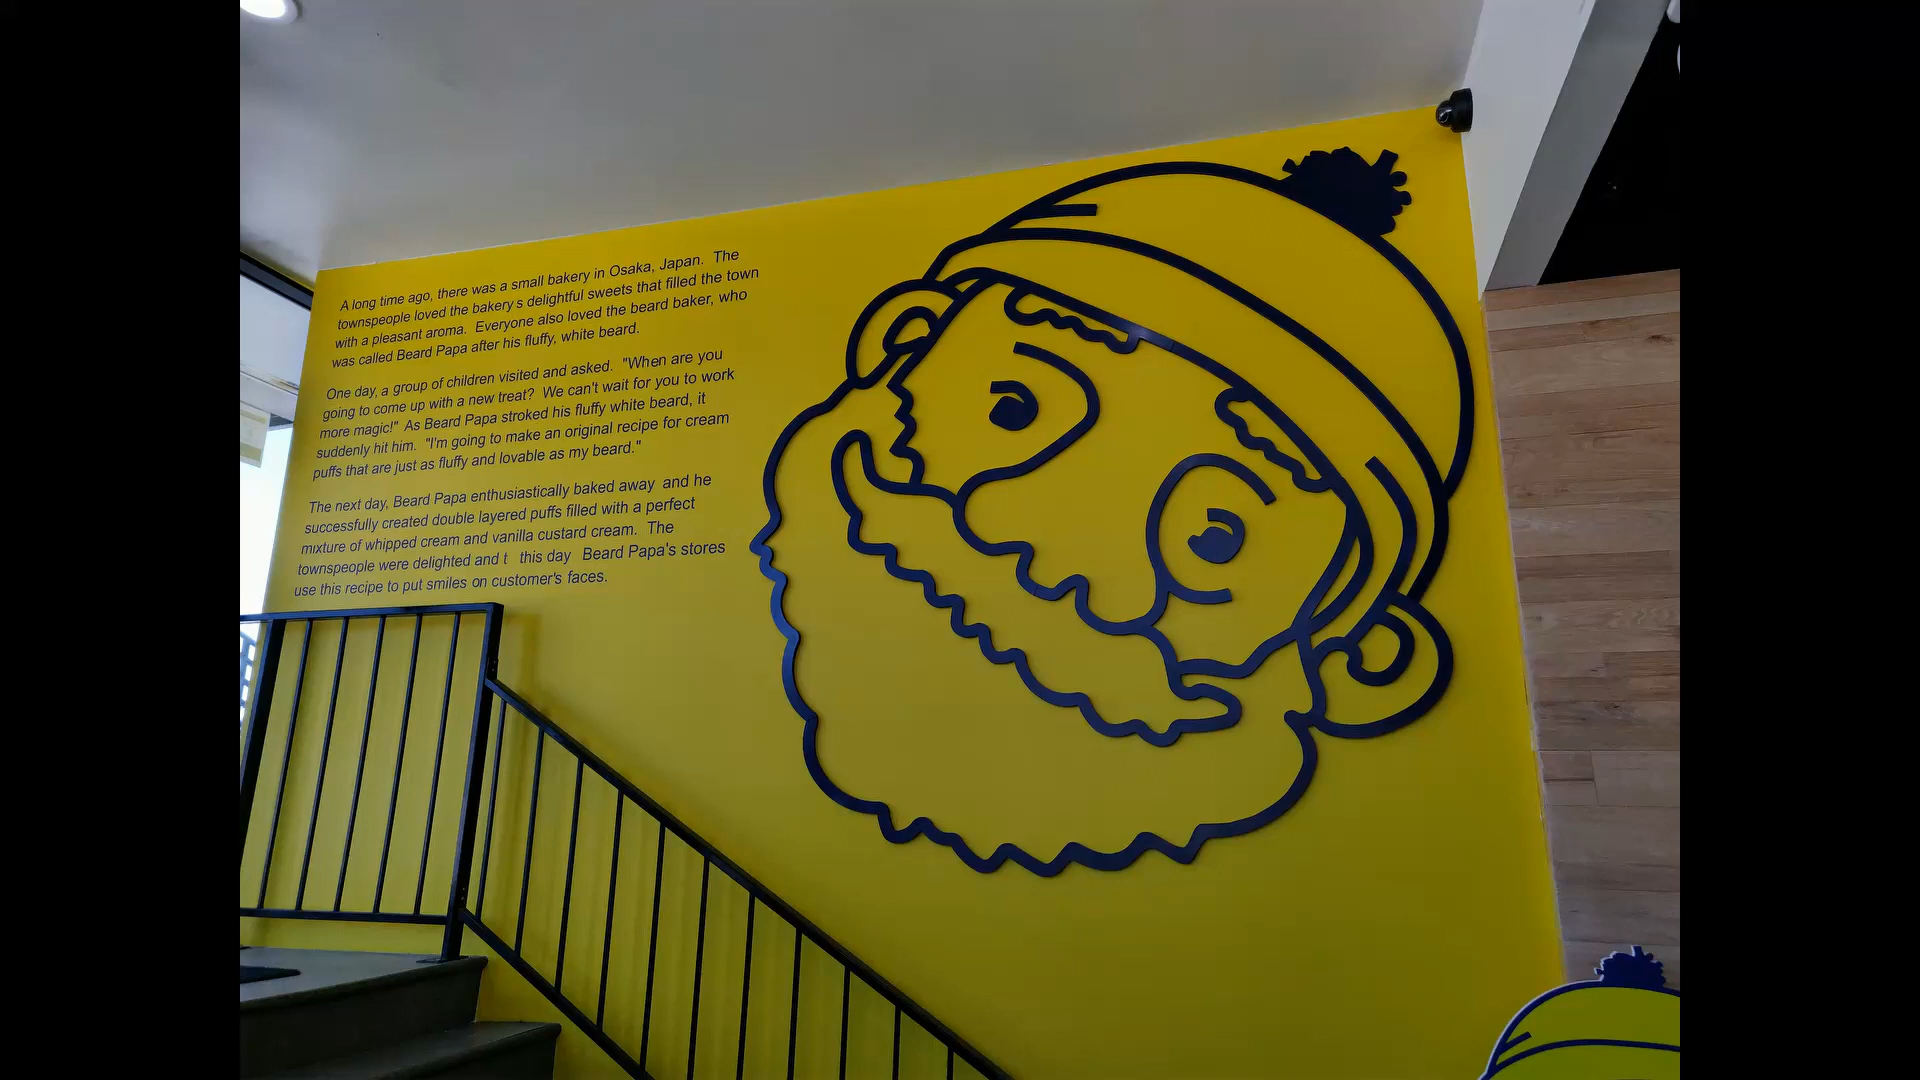 A long time ago, there was a small bakery in Osaka, Japan. The
townspeople loved the bakery s delightful sweets that filled the town
with a pleasant aroma. Everyone also loved the beard baker, who
was called Beard Papa after his fluffy, white beard.
One day, a group of children visited and asked. "When are you
going to come up with a new treat? We can't wait for you to work
more magic!" As Beard Papa stroked his fluffy white beard, it
suddenly hit him. "I'm going to make an original recipe for cream
puffs that are just as fluffy and lovable as my beard."
The next day, Beard Papa enthusiastically baked away and he
successfully created double layered puffs filled with a perfect
mixture of whipped cream and vanilla custard cream. The
townspeople were delighted and t this day Beard Papa's stores
use this recipe to put smiles on customer's faces.